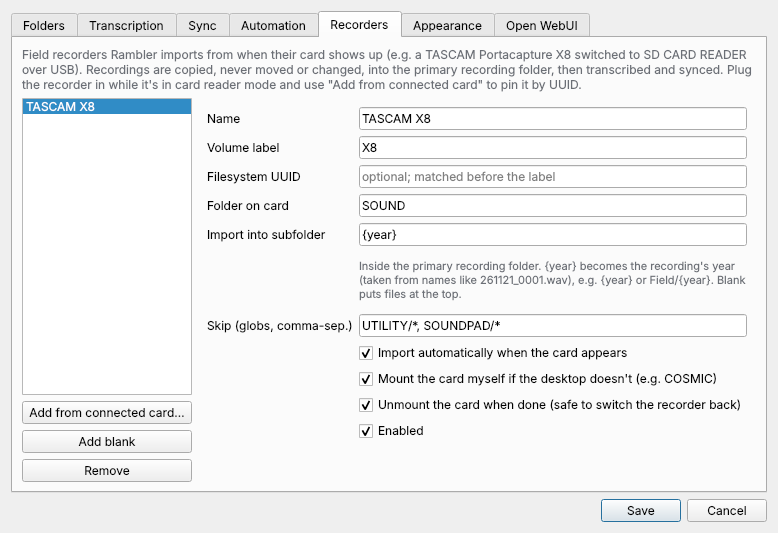 Folders Transcription Sync Automation Recorders Appearance Open WebUI
Field recorders Rambler imports from when their card shows up (e.g. a TASCAM Portacapture X8 switched to SD CARD READER
over USB). Recordings are copied, never moved or changed, into the primary recording folder, then transcribed and synced. Plug
the recorder in while it's in card reader mode and use "Add from connected card" to pin it by UUID.
TASCAM X8
Name TASCAM X8
Volume label X8
Filesystem UUID optional; matched before the label
Folder on card SOUND
Import into subfolder {year}
Inside the primary recording folder. {year} becomes the recording's year
(taken from names like 261121_0001.wav), e.g. {year} or Field/{year}. Blank
puts files at the top.
Skip (globs, comma-sep.) UTILITY/*, SOUNDPAD/*
Import automatically when the card appears
Mount the card myself if the desktop doesn't (e.g. COSMIC)
Unmount the card when done (safe to switch the recorder back)
Enabled
Add from connected card...
Add blank
Remove
Save Cancel